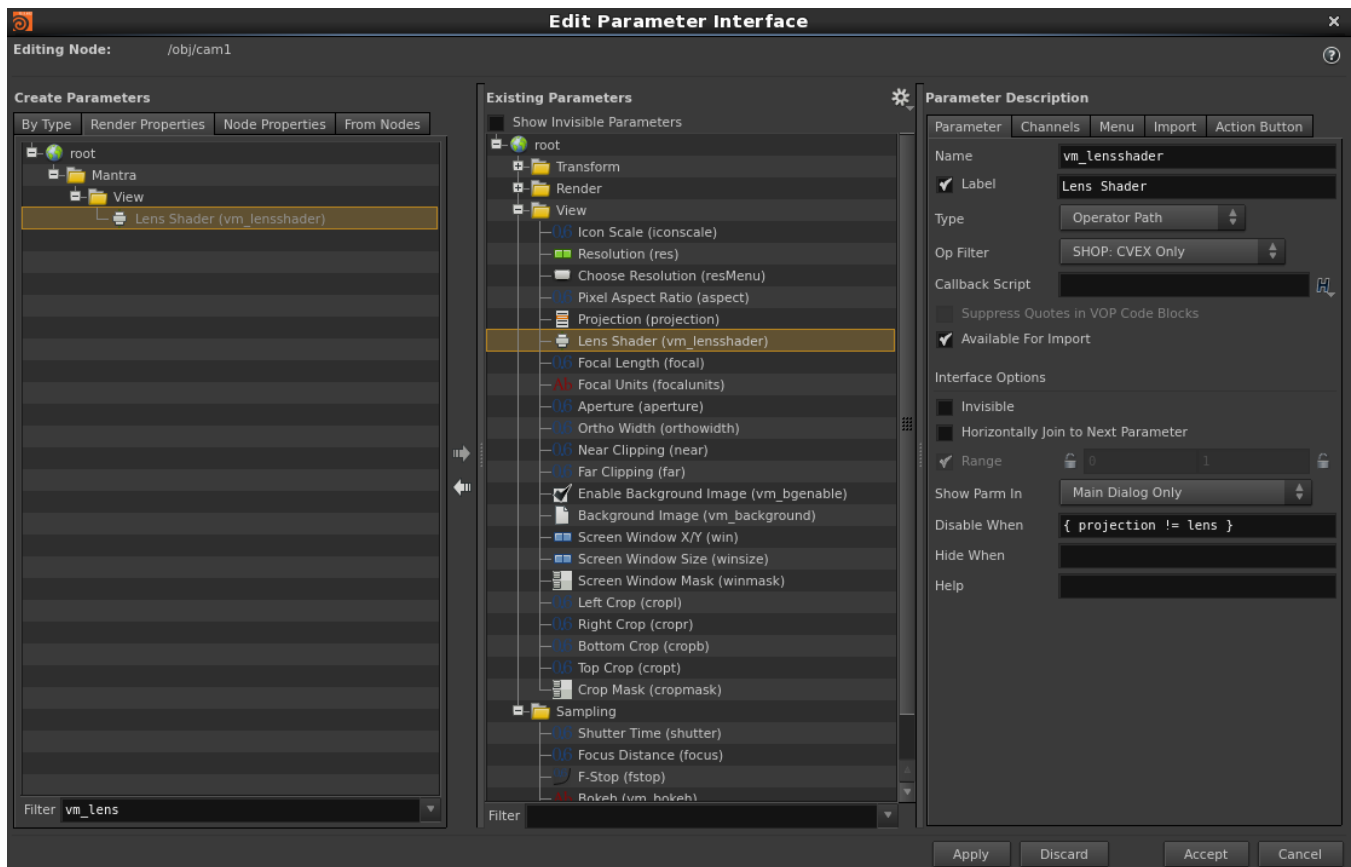 Edit Parameter Interface
Editing Node: /obj/cam1
Create Parameters
By Type Render Properties Node Properties From Nodes
root
Mantra
View
Lens Shader (vm_lensshader)
Filter vm_lens
Existing Parameters
Show Invisible Parameters
root
Transform
Render
View
Icon Scale (iconscale)
Resolution (res)
Choose Resolution (resMenu)
Pixel Aspect Ratio (aspect)
Projection (projection)
Lens Shader (vm_lensshader)
Focal Length (focal)
Focal Units (focalunits)
Aperture (aperture)
Ortho Width (orthowidth)
Near Clipping (near)
Far Clipping (far)
Enable Background Image (vm_bgenable)
Background Image (vm_background)
Screen Window X/Y (win)
Screen Window Size (winsize)
Screen Window Mask (winmask)
Left Crop (cropl)
Right Crop (cropr)
Bottom Crop (cropb)
Top Crop (cropt)
Crop Mask (cropmask)
Sampling
Shutter Time (shutter)
Focus Distance (focus)
F-Stop (fstop)
Bokeh (vm_bokeh)
Filter
Parameter Description
Parameter Channels Menu Import Action Button
Name vm_lensshader
Label Lens Shader
Type Operator Path
Op Filter SHOP: CVEX Only
Callback Script
Suppress Quotes in VOP Code Blocks
Available For Import
Interface Options
Invisible
Horizontally Join to Next Parameter
Range 0 1
Show Parm In Main Dialog Only
Disable When { projection != lens }
Hide When
Help
Apply Discard Accept Cancel